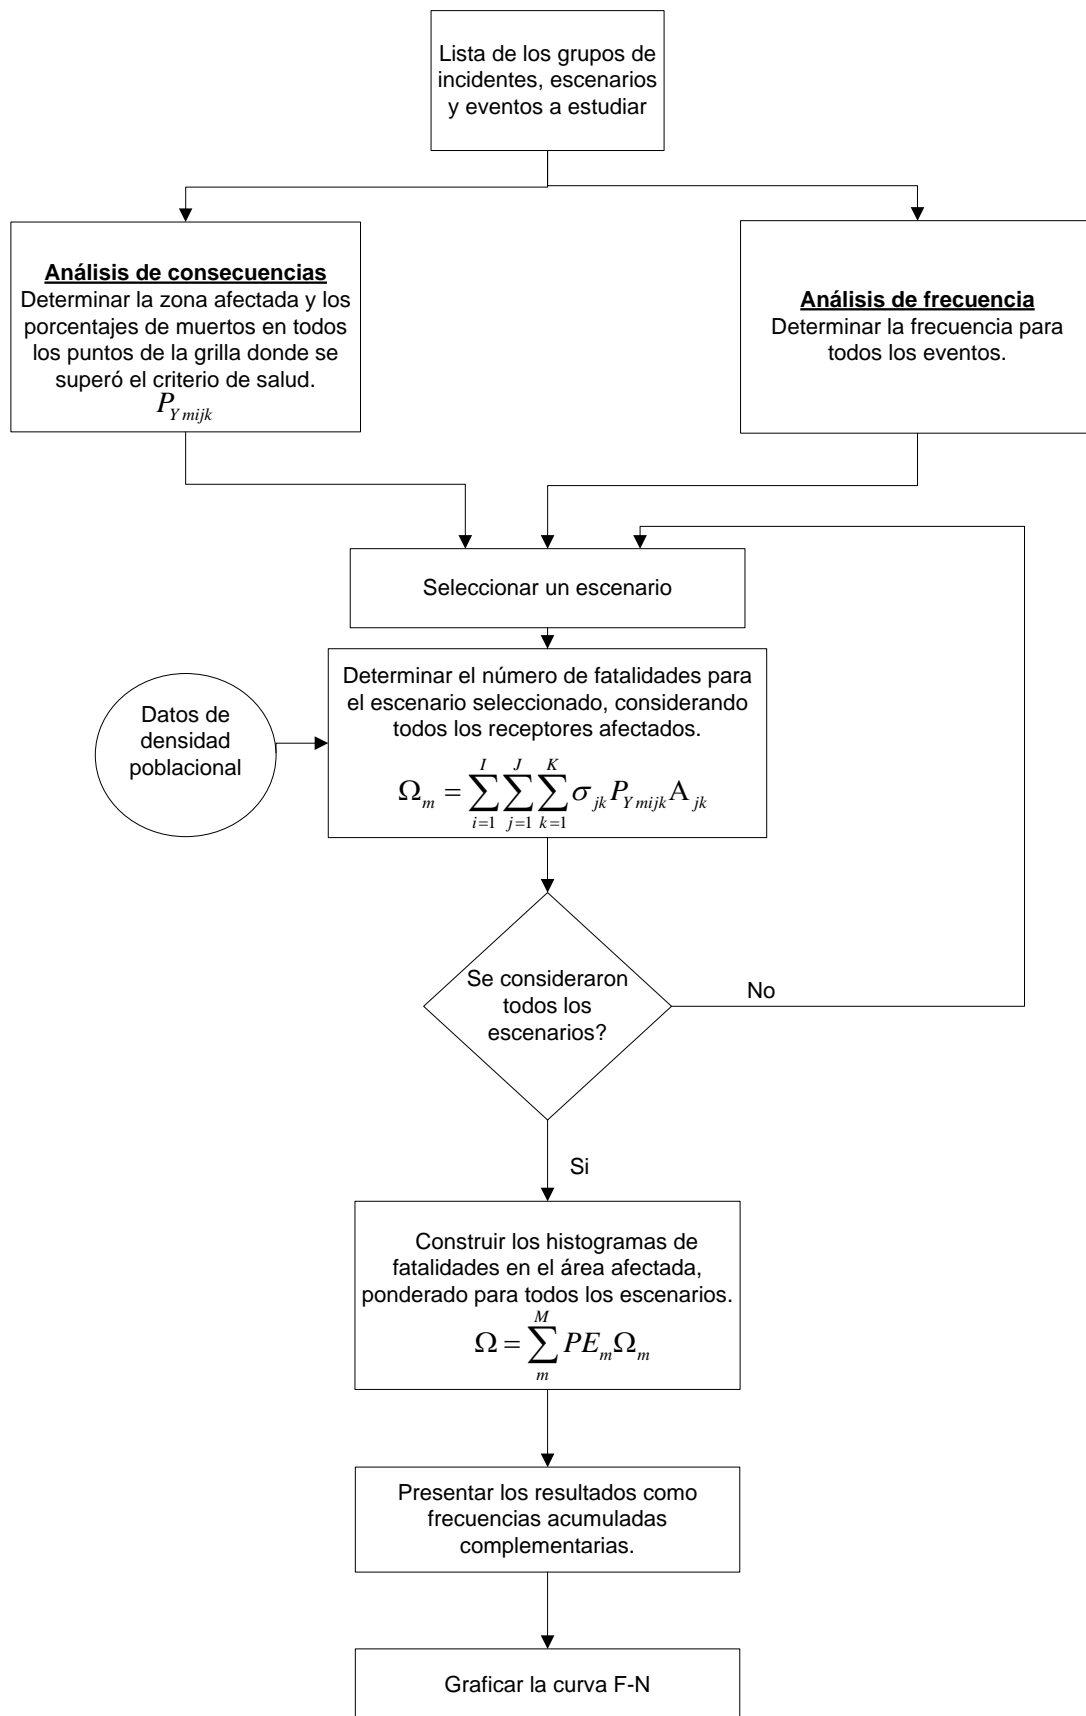 Lista de los grupos de
incidentes, escenarios
y eventos a estudiar
Análisis de consecuencias
Determinar la zona afectada y los
porcentajes de muertos en todos
los puntos de la grilla donde se
superó el criterio de salud.
P_{Y mijk}
Análisis de frecuencia
Determinar la frecuencia para
todos los eventos.
Seleccionar un escenario
Datos de
densidad
poblacional
Determinar el número de fatalidades para
el escenario seleccionado, considerando
todos los receptores afectados.
Ω_m = \sum_{i=1}^{I} \sum_{j=1}^{J} \sum_{k=1}^{K} σ_{jk} P_{Y mijk} A_{jk}
Se consideraron
todos los
escenarios?
No
Si
Construir los histogramas de
fatalidades en el área afectada,
ponderado para todos los escenarios.
Ω = \sum_{m}^{M} PE_m Ω_m
Presentar los resultados como
frecuencias acumuladas
complementarias.
Graficar la curva F-N